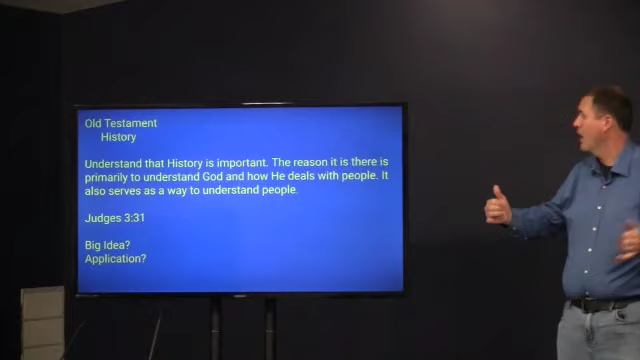 Old Testament
History
Understand that History is important. The reason it is there is
primarily to understand God and how He deals with people. It
also serves as a way to understand people.
Judges 3:31
Big Idea?
Application?